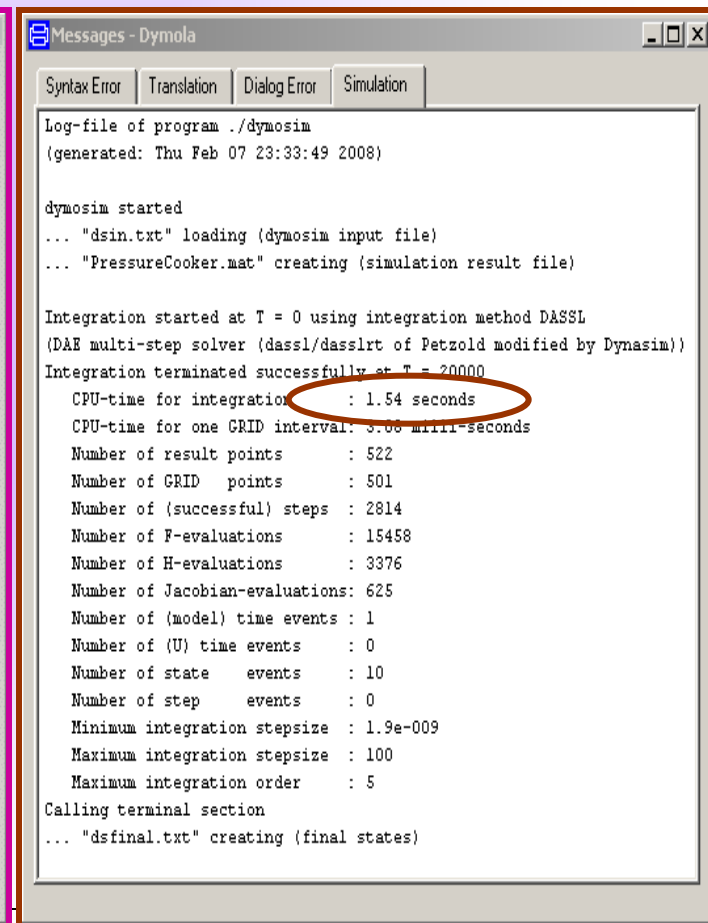 Messages - Dymola
Syntax Error Translation Dialog Error Simulation
Log-file of program ./dymosim
(generated: Thu Feb 07 23:33:49 2008)
dymosim started
... "dsin.txt" loading (dymosim input file)
... "PressureCooker.mat" creating (simulation result file)
Integration started at T = 0 using integration method DASSL
(DAE multi-step solver (dassl/dasslrt of Petzold modified by Dynasim))
Integration terminated successfully at T = 20000
CPU-time for integration : 1.54 seconds
CPU-time for one GRID interval: 3.08 milli-seconds
Number of result points : 522
Number of GRID points : 501
Number of (successful) steps : 2814
Number of F-evaluations : 15458
Number of H-evaluations : 3376
Number of Jacobian-evaluations: 625
Number of (model) time events : 1
Number of (U) time events : 0
Number of state events : 10
Number of step events : 0
Minimum integration stepsize : 1.9e-009
Maximum integration stepsize : 100
Maximum integration order : 5
Calling terminal section
... "dsfinal.txt" creating (final states)